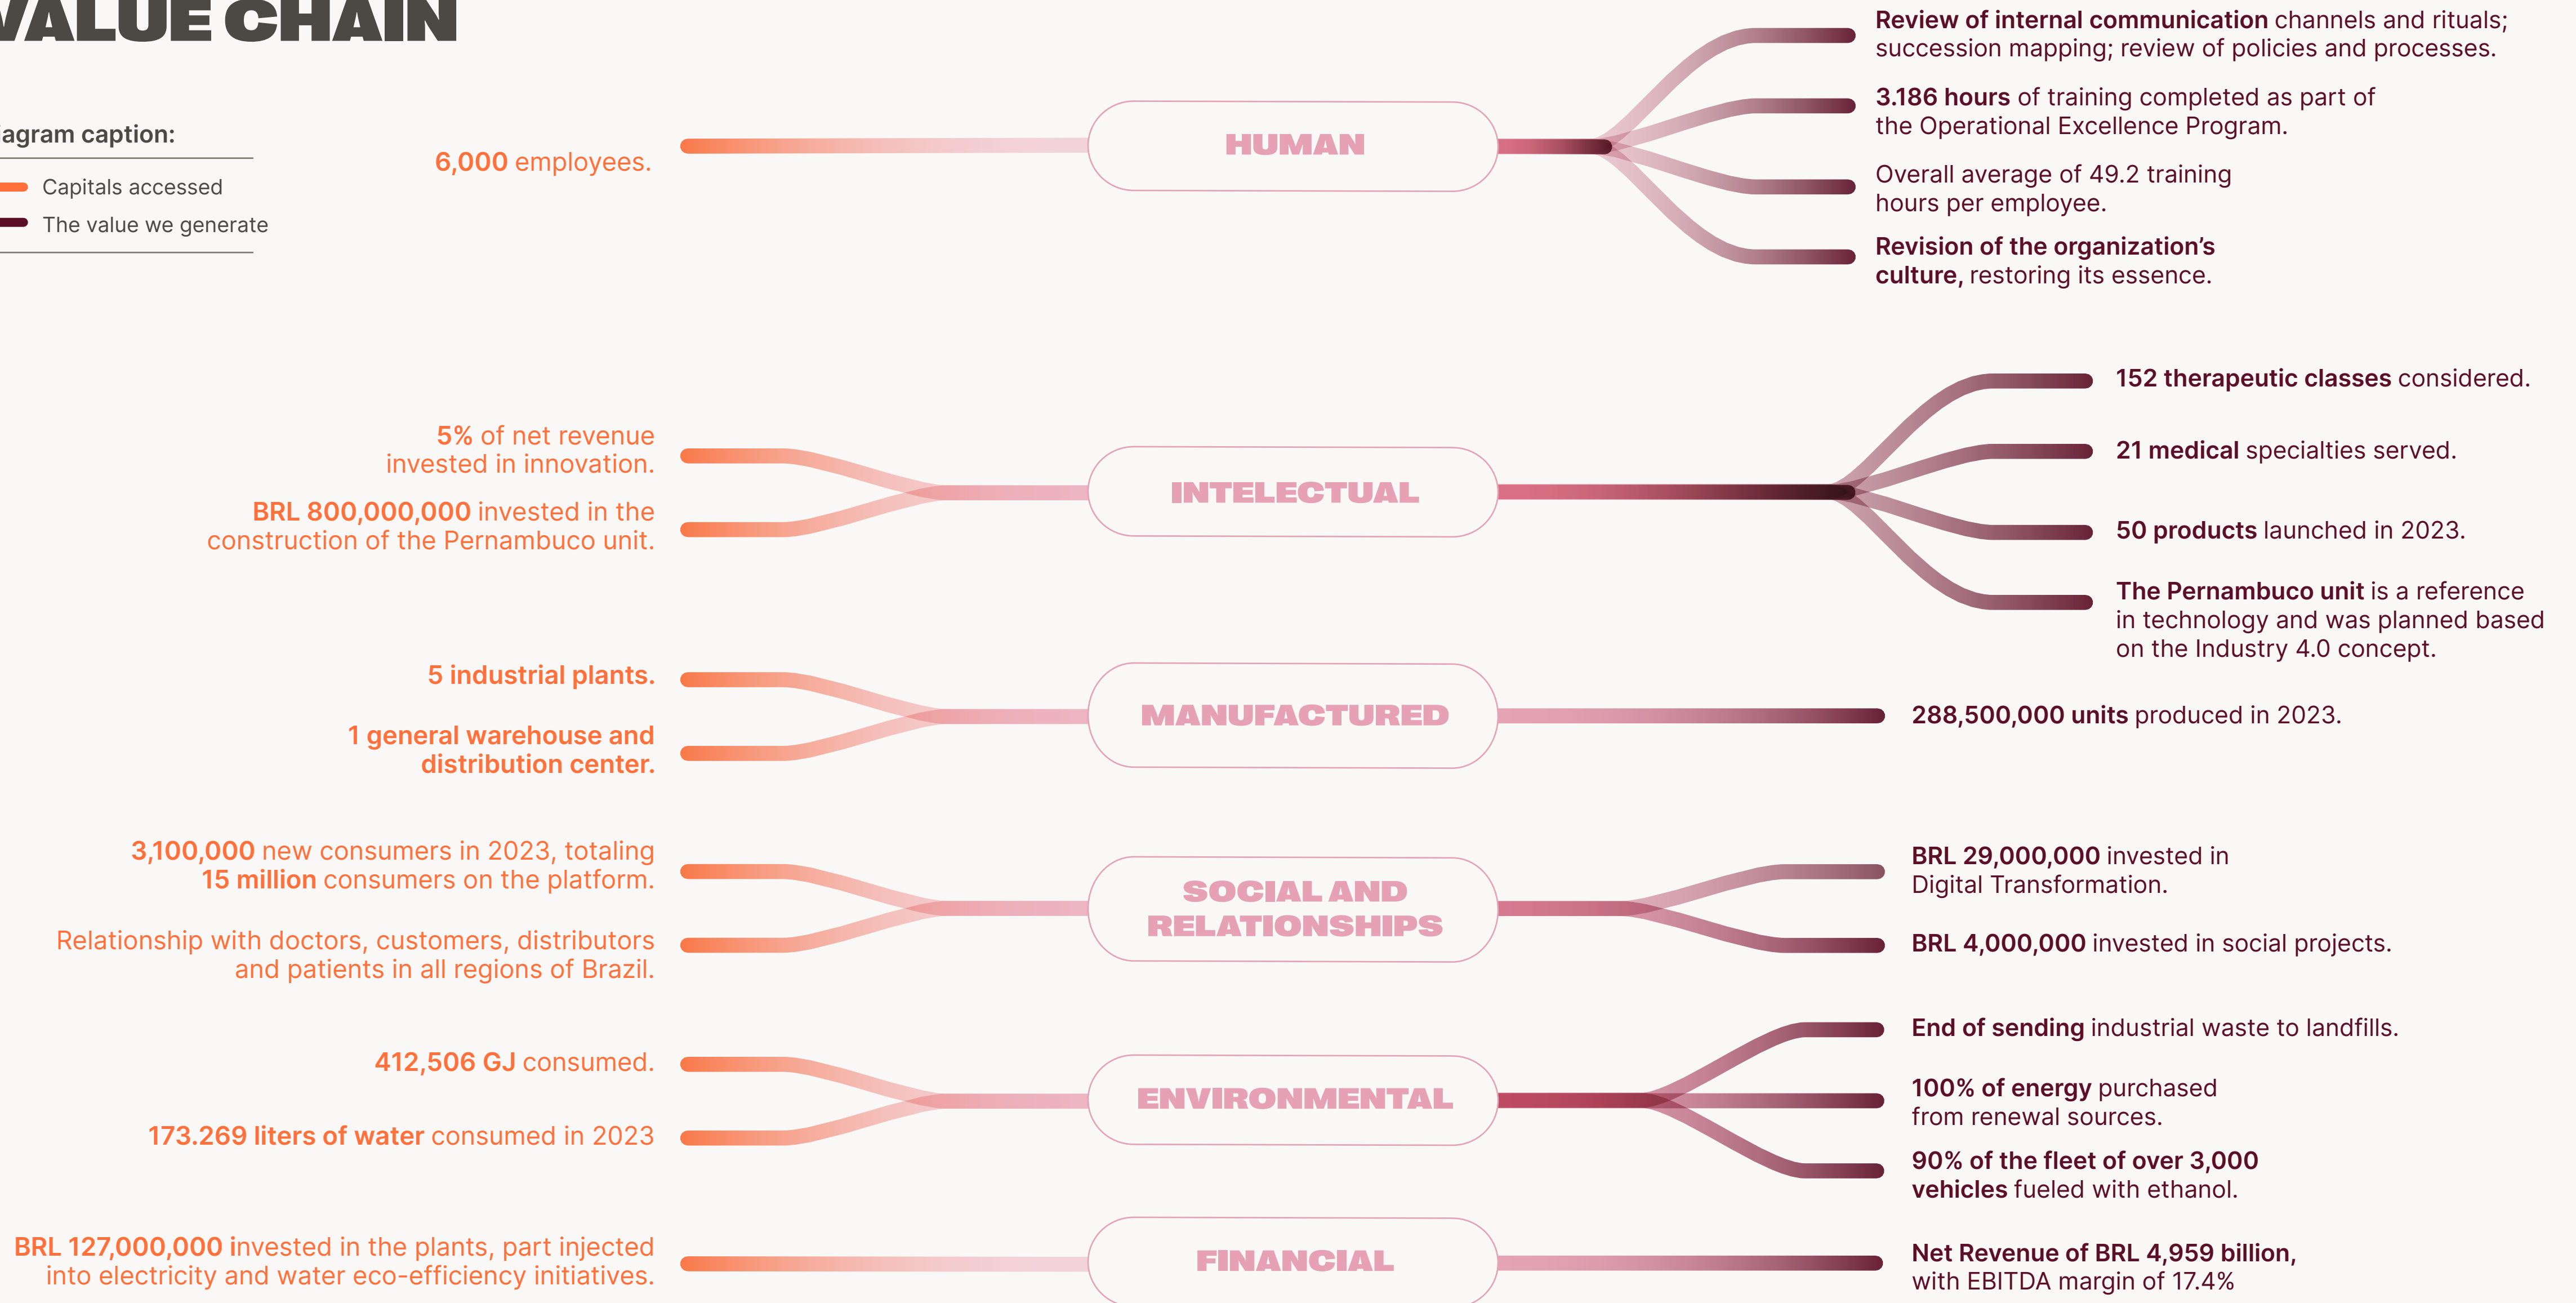 VALUE CHAIN
iagram caption:
Capitals accessed
The value we generate
6,000 employees.
HUMAN
Review of internal communication channels and rituals;
succession mapping; review of policies and processes.
3.186 hours of training completed as part of
the Operational Excellence Program.
Overall average of 49.2 training
hours per employee.
Revision of the organization’s
culture, restoring its essence.
5% of net revenue
invested in innovation.
BRL 800,000,000 invested in the
construction of the Pernambuco unit.
INTELECTUAL
152 therapeutic classes considered.
21 medical specialties served.
50 products launched in 2023.
The Pernambuco unit is a reference
in technology and was planned based
on the Industry 4.0 concept.
5 industrial plants.
1 general warehouse and
distribution center.
MANUFACTURED
288,500,000 units produced in 2023.
3,100,000 new consumers in 2023, totaling
15 million consumers on the platform.
Relationship with doctors, customers, distributors
and patients in all regions of Brazil.
SOCIAL AND
RELATIONSHIPS
BRL 29,000,000 invested in
Digital Transformation.
BRL 4,000,000 invested in social projects.
412,506 GJ consumed.
173.269 liters of water consumed in 2023
ENVIRONMENTAL
End of sending industrial waste to landfills.
100% of energy purchased
from renewal sources.
90% of the fleet of over 3,000
vehicles fueled with ethanol.
BRL 127,000,000 invested in the plants, part injected
into electricity and water eco-efficiency initiatives.
FINANCIAL
Net Revenue of BRL 4,959 billion,
with EBITDA margin of 17.4%